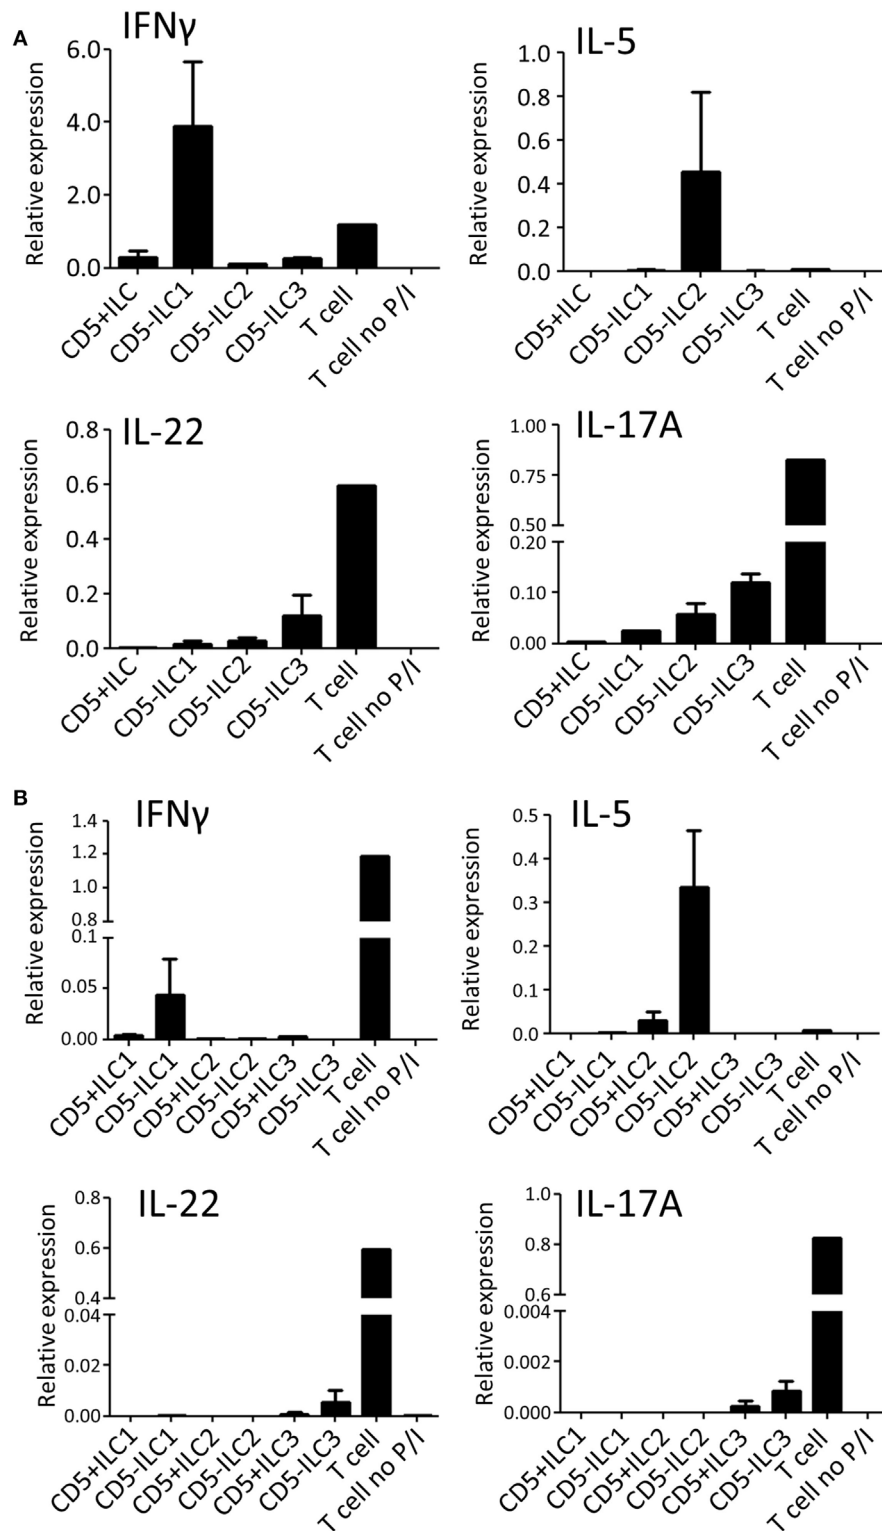 A
IFNγ
Relative expression
6.0
4.0
2.0
0.0
CD5+ILC
CD5-ILC1
CD5-ILC2
CD5-ILC3
T cell
T cell no P/I
IL-5
Relative expression
1.0
0.8
0.6
0.4
0.2
0.0
CD5+ILC
CD5-ILC1
CD5-ILC2
CD5-ILC3
T cell
T cell no P/I
IL-22
Relative expression
0.8
0.6
0.4
0.2
0.0
CD5+ILC
CD5-ILC1
CD5-ILC2
CD5-ILC3
T cell
T cell no P/I
IL-17A
Relative expression
1.00
0.75
0.50
0.20
0.10
0.00
CD5+ILC
CD5-ILC1
CD5-ILC2
CD5-ILC3
T cell
T cell no P/I
B
IFNγ
Relative expression
1.4
1.2
1.0
0.8
0.1
0.05
0.00
CD5+ILC1
CD5-ILC1
CD5+ILC2
CD5-ILC2
CD5+ILC3
CD5-ILC3
T cell
T cell no P/I
IL-5
Relative expression
0.5
0.4
0.3
0.2
0.1
0.0
CD5+ILC1
CD5-ILC1
CD5+ILC2
CD5-ILC2
CD5+ILC3
CD5-ILC3
T cell
T cell no P/I
IL-22
Relative expression
0.8
0.6
0.4
0.04
0.02
0.00
CD5+ILC1
CD5-ILC1
CD5+ILC2
CD5-ILC2
CD5+ILC3
CD5-ILC3
T cell
T cell no P/I
IL-17A
Relative expression
1.0
0.8
0.6
0.004
0.002
0.000
CD5+ILC1
CD5-ILC1
CD5+ILC2
CD5-ILC2
CD5+ILC3
CD5-ILC3
T cell
T cell no P/I